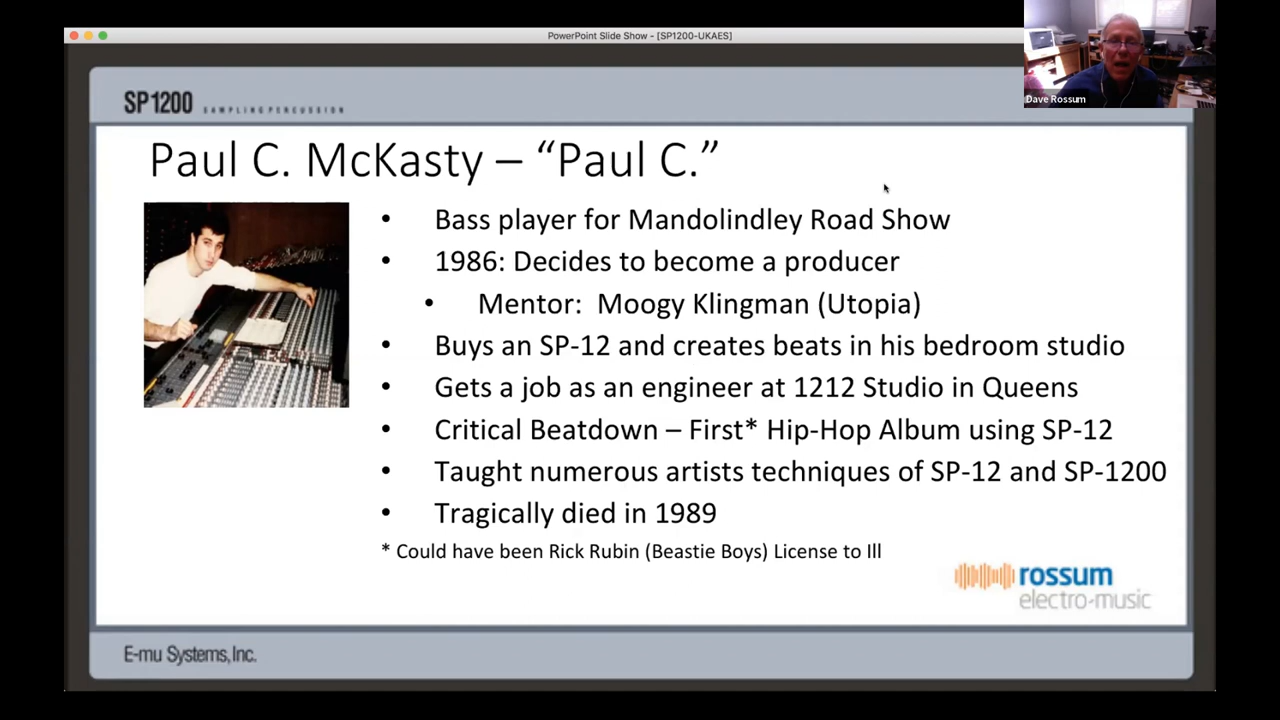 PowerPoint Slide Show - [SP1200-UKAES]
Dave Rossum
SP1200 SAMPLING PERCUSSION
Paul C. McKasty – “Paul C.”
• Bass player for Mandolindley Road Show
• 1986: Decides to become a producer
• Mentor: Moogy Klingman (Utopia)
• Buys an SP-12 and creates beats in his bedroom studio
• Gets a job as an engineer at 1212 Studio in Queens
• Critical Beatdown – First* Hip-Hop Album using SP-12
• Taught numerous artists techniques of SP-12 and SP-1200
• Tragically died in 1989
* Could have been Rick Rubin (Beastie Boys) License to Ill
rossum
electro-music
E-mu Systems, Inc.